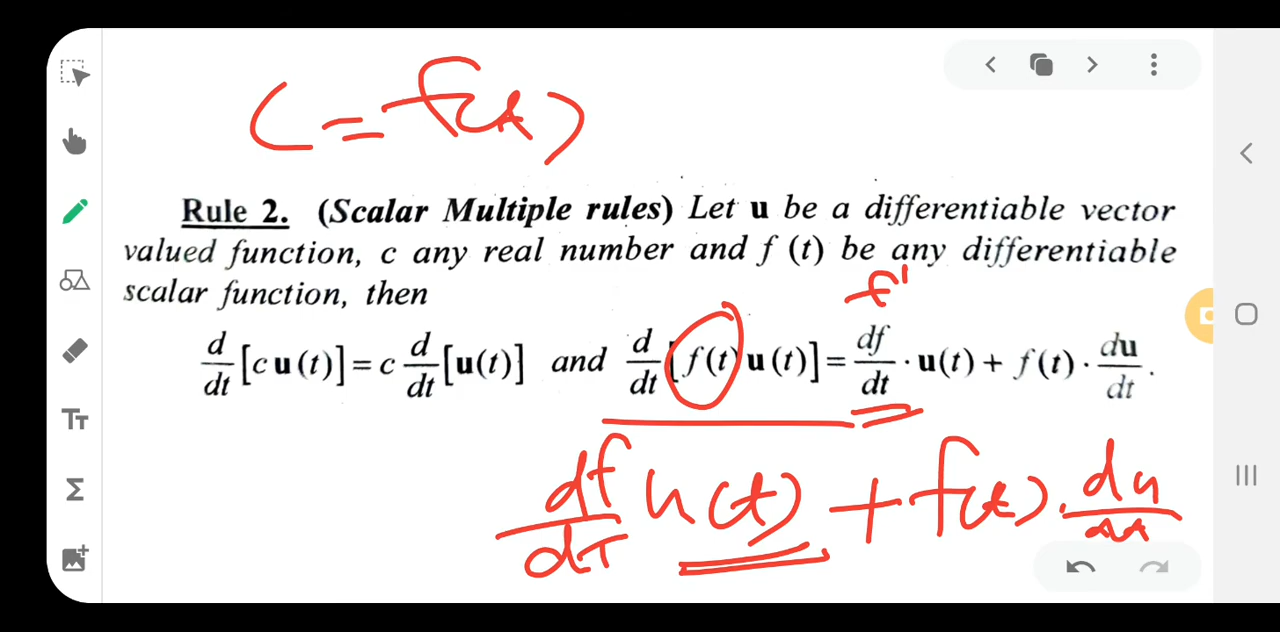 c = f(t)
Rule 2. (Scalar Multiple rules) Let u be a differentiable vector
valued function, c any real number and f (t) be any differentiable
scalar function, then
f'
d/dt [c u (t)] = c d/dt [u(t)] and d/dt [f(t) u (t)] = df/dt · u(t) + f(t) · du/dt .
df/dt u(t) + f(t) . du/dt